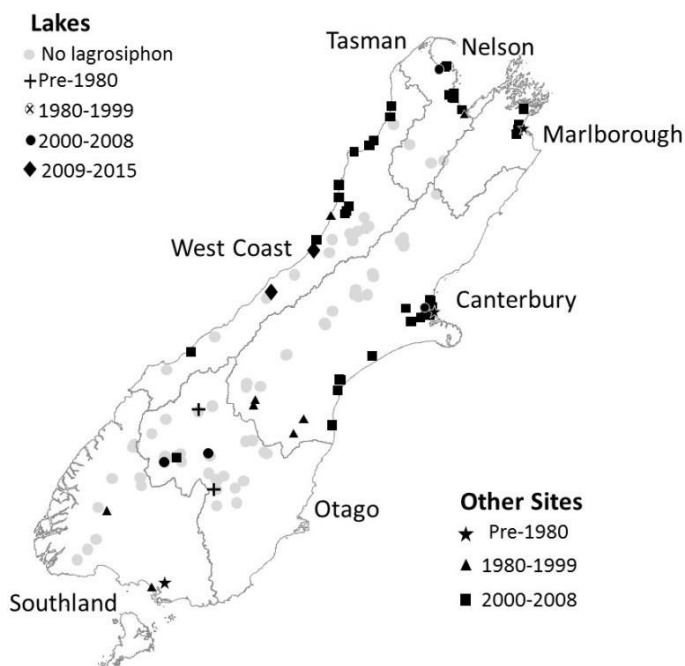 Lakes
No lagrosiphon
Pre-1980
1980-1999
2000-2008
2009-2015
Tasman
Nelson
Marlborough
West Coast
Canterbury
Otago
Southland
Other Sites
Pre-1980
1980-1999
2000-2008